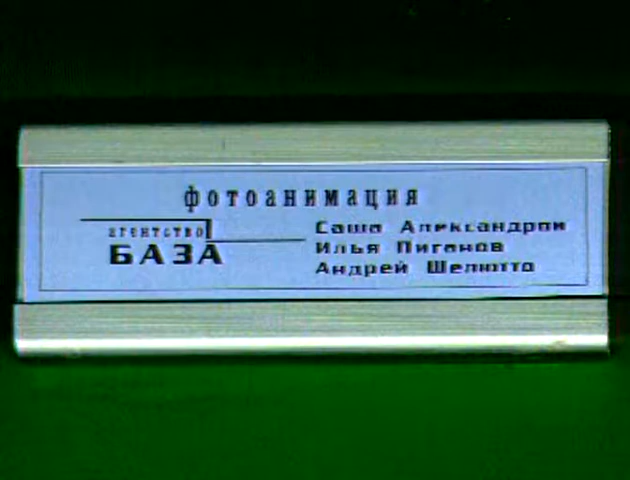 фотоанимация
агентство
БАЗА
Саша Александров
Илья Пиганов
Андрей Шелютто